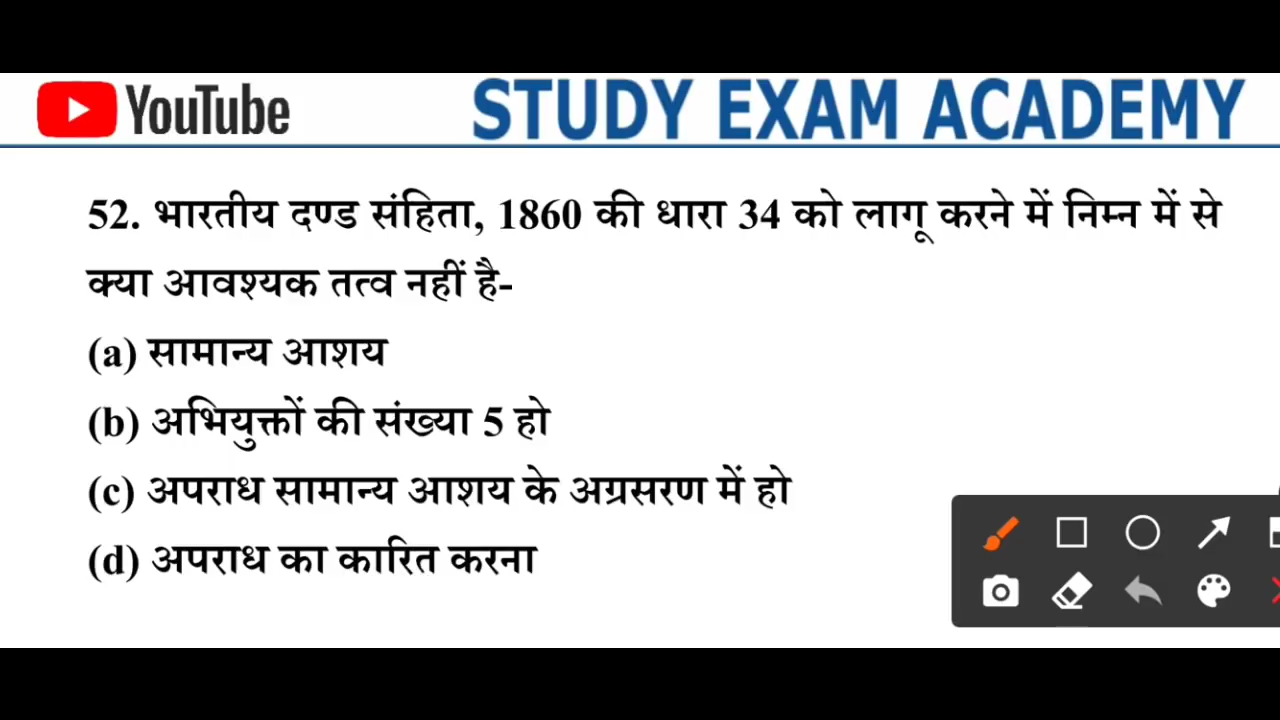 YouTube STUDY EXAM ACADEMY
52. भारतीय दण्ड संहिता, 1860 की धारा 34 को लागू करने में निम्न में से
क्या आवश्यक तत्व नहीं है-
(a) सामान्य आशय
(b) अभियुक्तों की संख्या 5 हो
(c) अपराध सामान्य आशय के अग्रसरण में हो
(d) अपराध का कारित करना